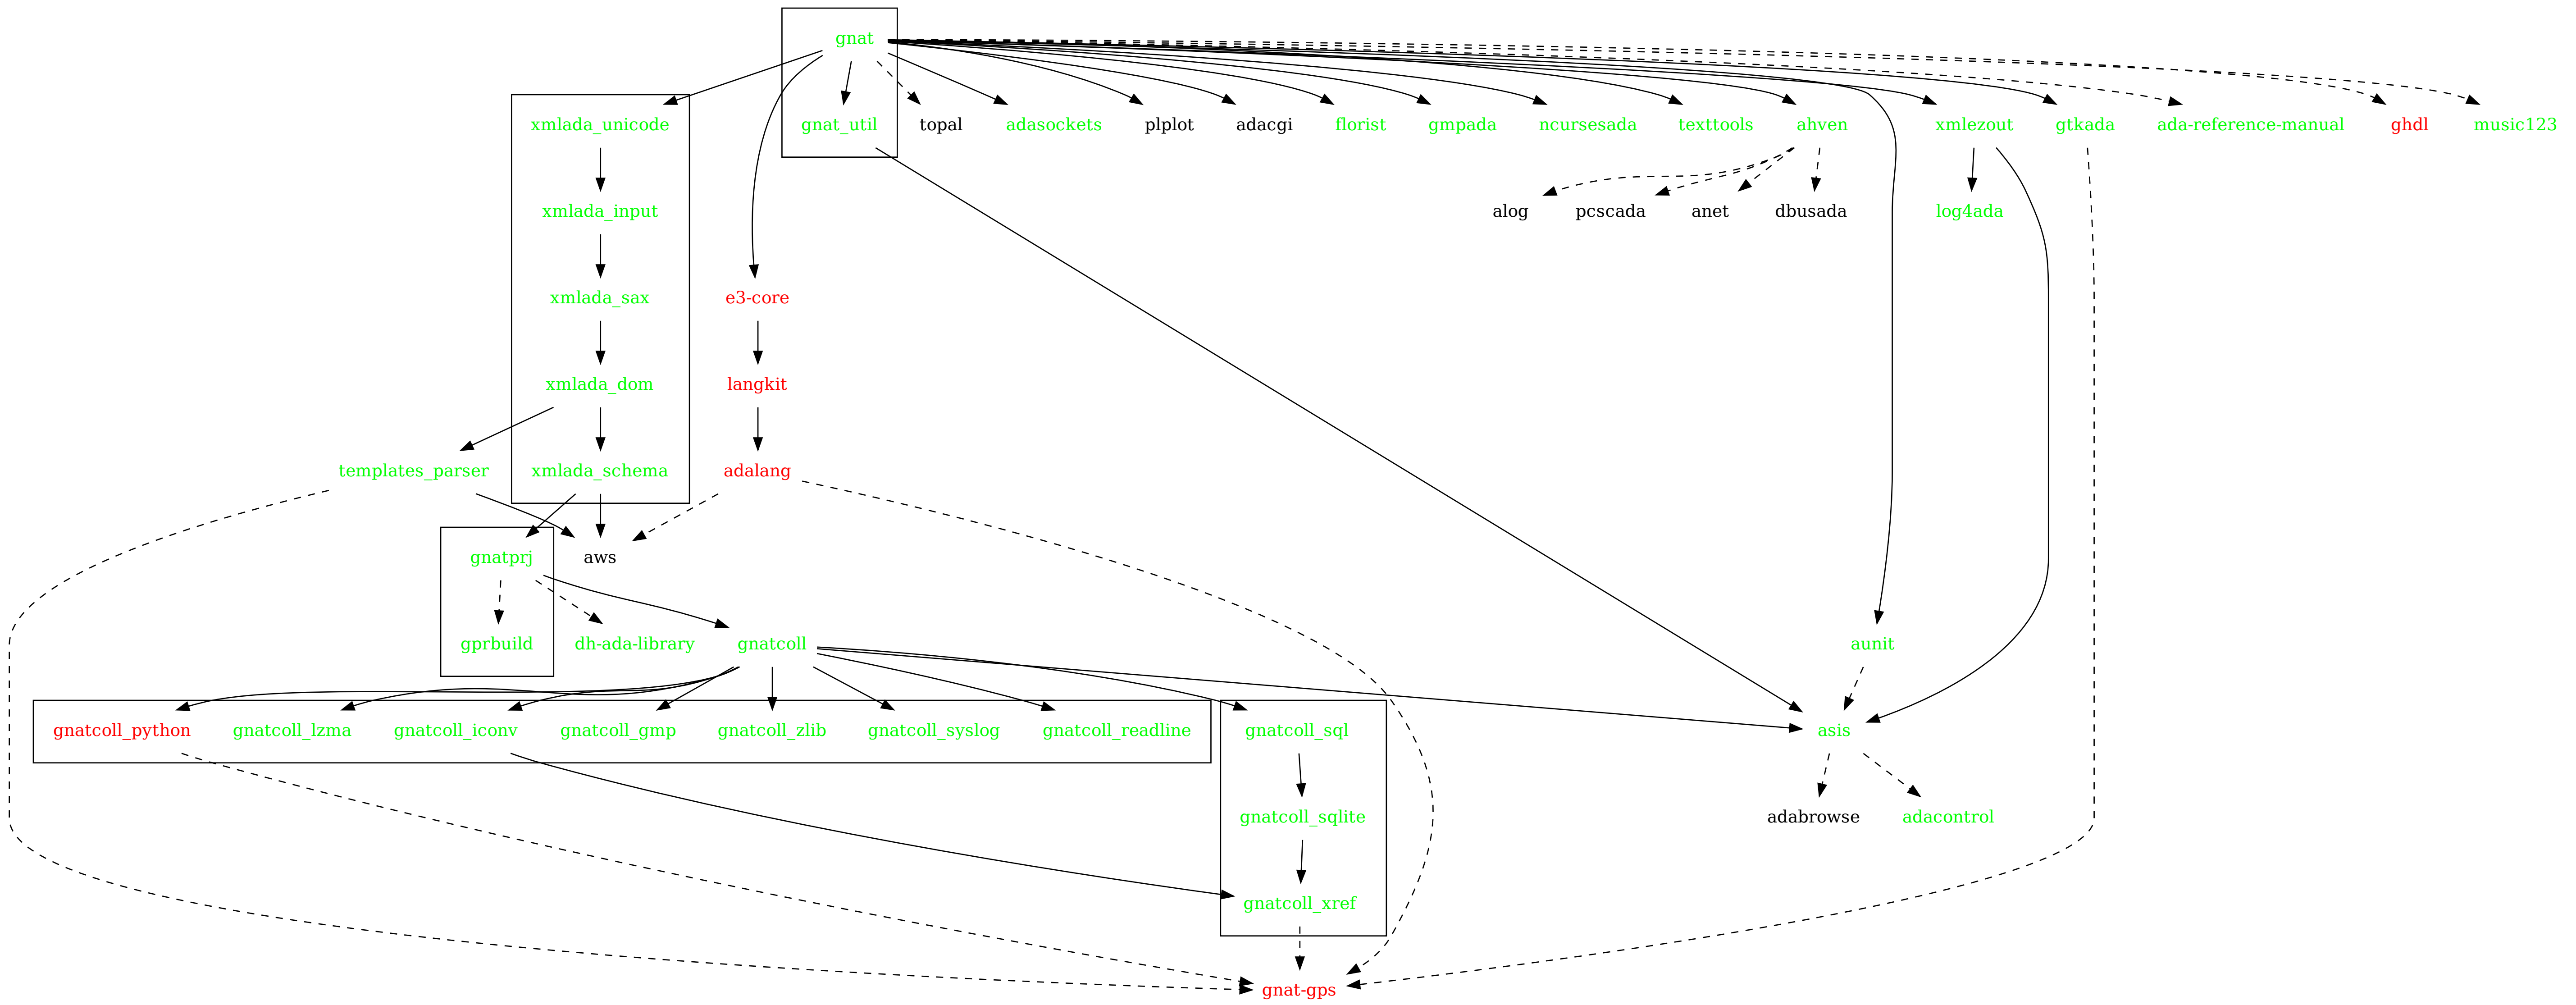 gnat
xmlada_unicode
gnat_util
topal
adasockets
plplot
adacgi
florist
gmpada
ncursesada
texttools
ahven
xmlezout
gtkada
ada-reference-manual
ghdl
music123
xmlada_input
alog
pcscada
anet
dbusada
log4ada
xmlada_sax
e3-core
xmlada_dom
langkit
templates_parser
xmlada_schema
adalang
gnatprj
aws
gprbuild
dh-ada-library
gnatcoll
aunit
gnatcoll_python
gnatcoll_lzma
gnatcoll_iconv
gnatcoll_gmp
gnatcoll_zlib
gnatcoll_syslog
gnatcoll_readline
gnatcoll_sql
asis
gnatcoll_sqlite
adabrowse
adacontrol
gnatcoll_xref
gnat-gps